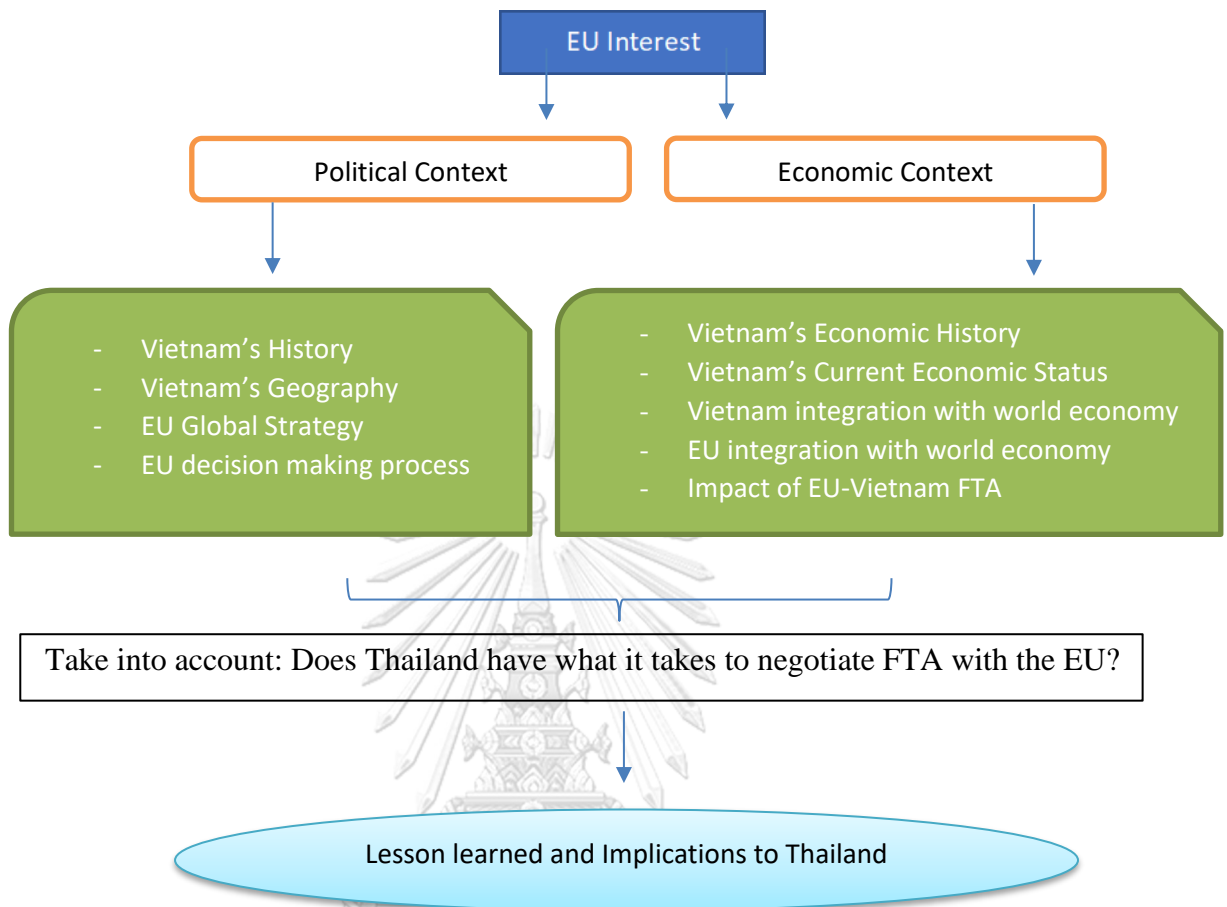 EU Interest
Political Context
Economic Context
- Vietnam's History
- Vietnam's Geography
- EU Global Strategy
- EU decision making process
- Vietnam's Economic History
- Vietnam's Current Economic Status
- Vietnam integration with world economy
- EU integration with world economy
- Impact of EU-Vietnam FTA
Take into account: Does Thailand have what it takes to negotiate FTA with the EU?
Lesson learned and Implications to Thailand